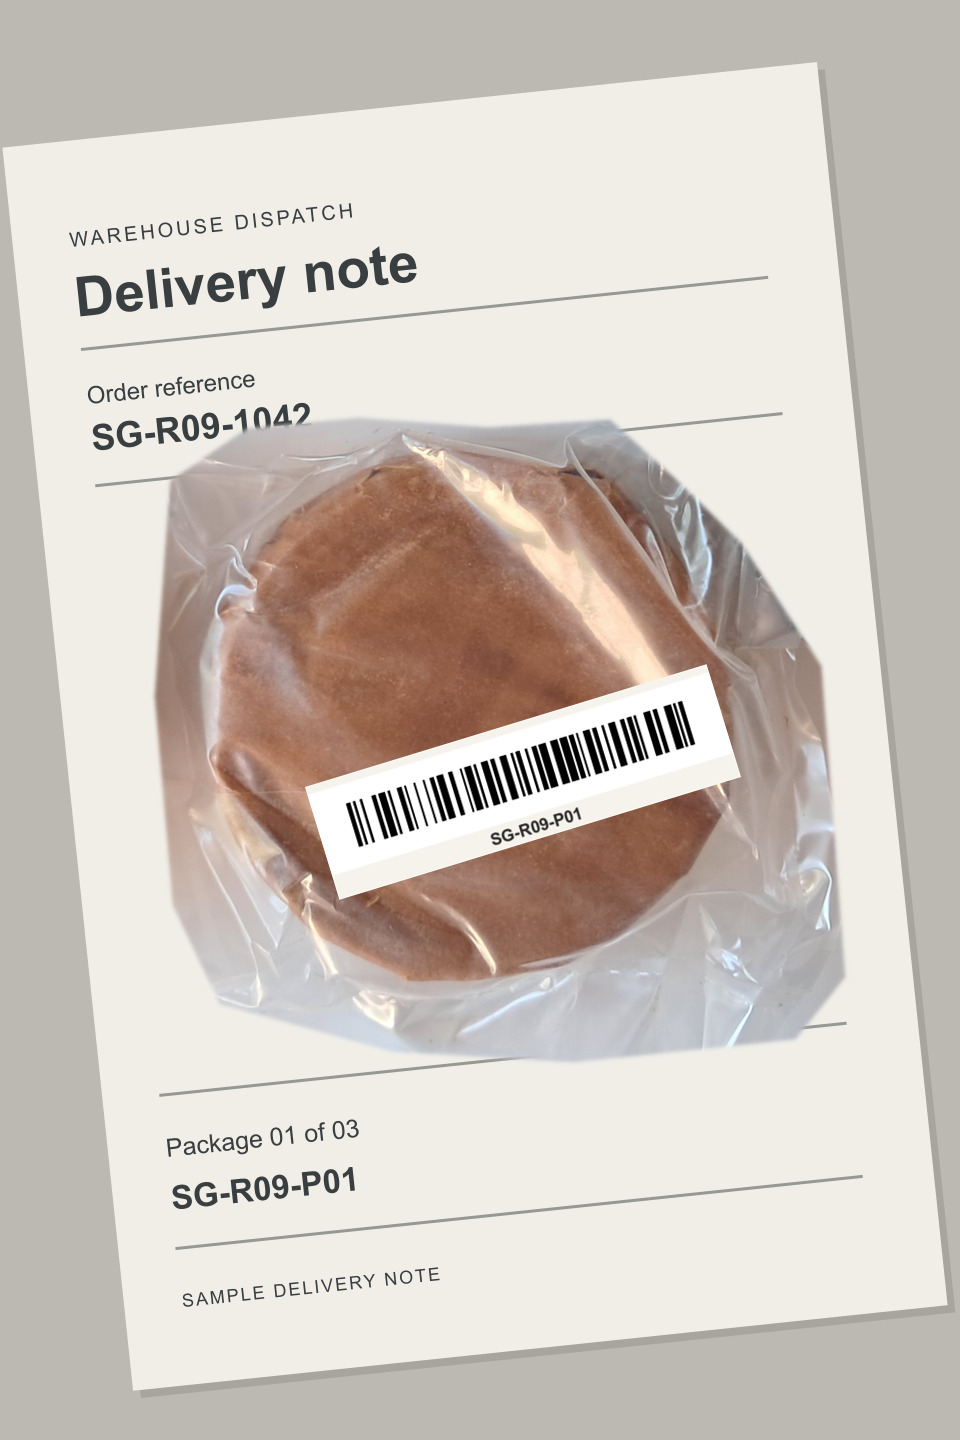 WAREHOUSE DISPATCH
Delivery note
Order reference
SG-R09-1042
SG-R09-P01
Package 01 of 03
SG-R09-P01
SAMPLE DELIVERY NOTE